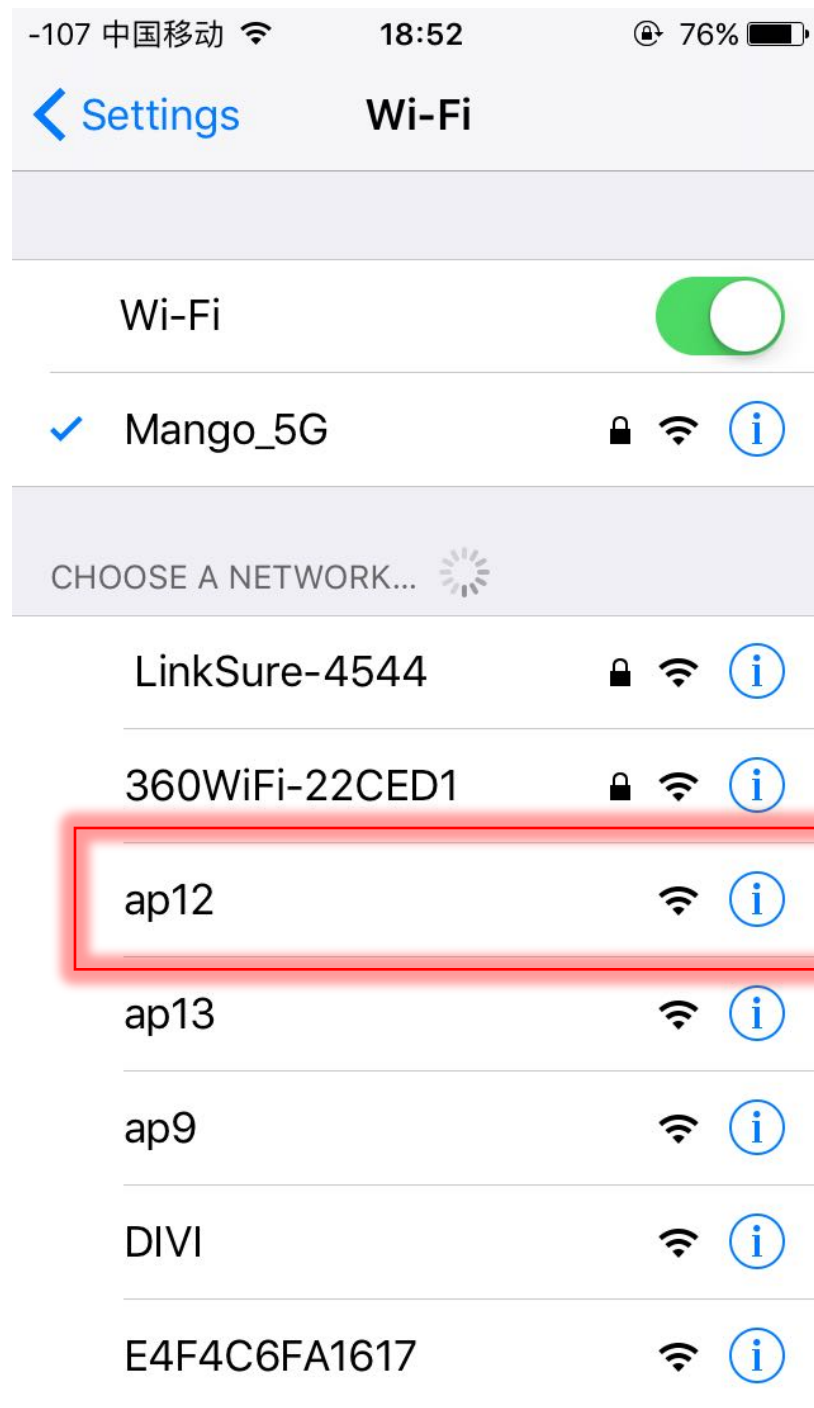 -107 中国移动 18:52 76%
Settings Wi-Fi
Wi-Fi
Mango_5G
CHOOSE A NETWORK...
LinkSure-4544
360WiFi-22CED1
ap12
ap13
ap9
DIVI
E4F4C6FA1617